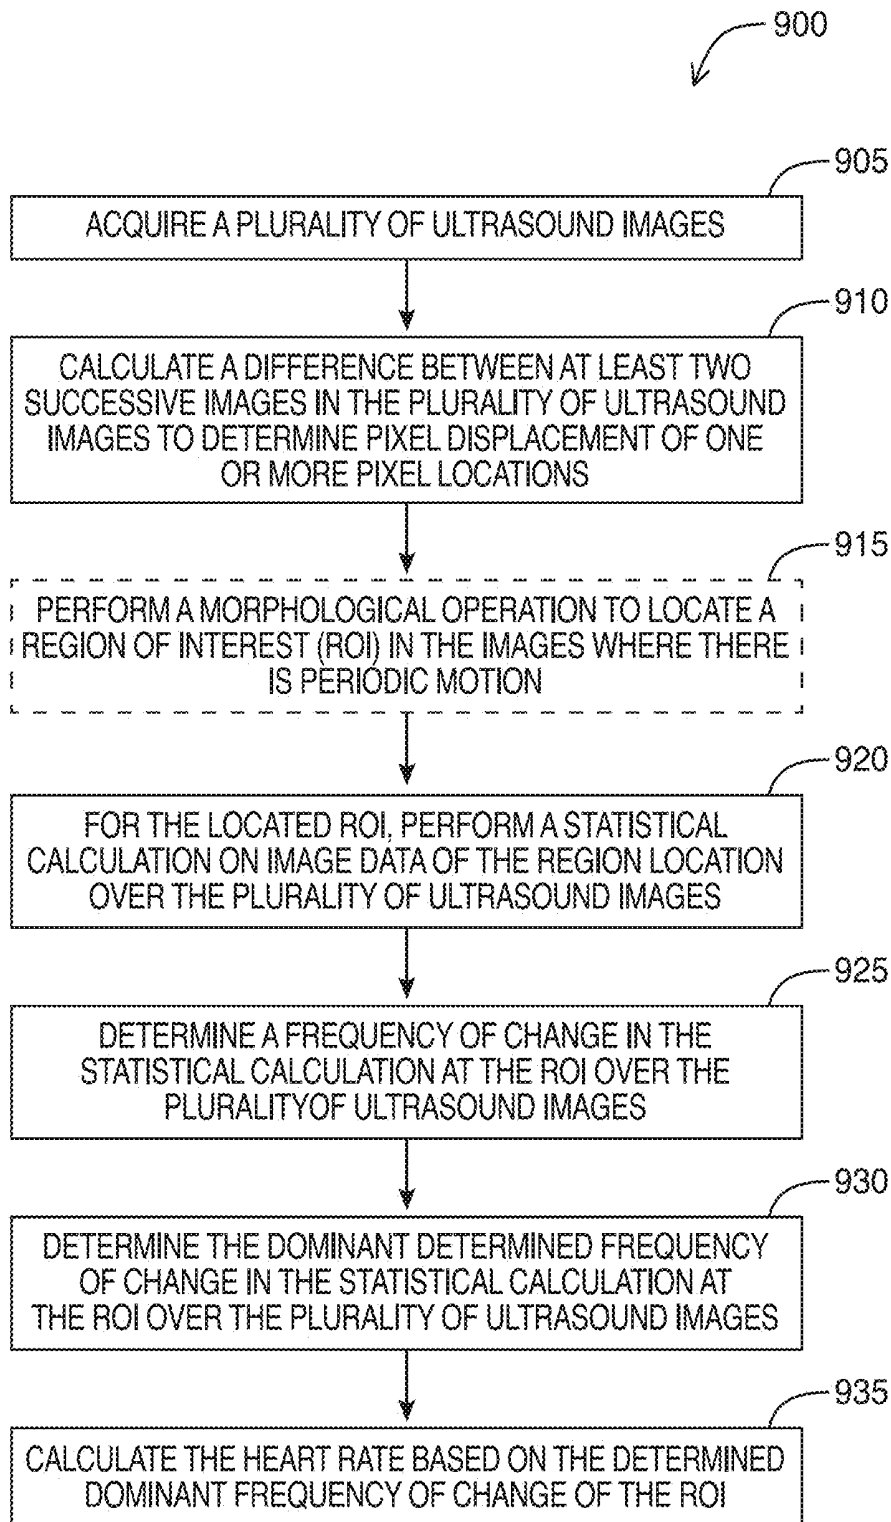 900
905
ACQUIRE A PLURALITY OF ULTRASOUND IMAGES
910
CALCULATE A DIFFERENCE BETWEEN AT LEAST TWO
SUCCESSIVE IMAGES IN THE PLURALITY OF ULTRASOUND
IMAGES TO DETERMINE PIXEL DISPLACEMENT OF ONE
OR MORE PIXEL LOCATIONS
915
PERFORM A MORPHOLOGICAL OPERATION TO LOCATE A
REGION OF INTEREST (ROI) IN THE IMAGES WHERE THERE
IS PERIODIC MOTION
920
FOR THE LOCATED ROI, PERFORM A STATISTICAL
CALCULATION ON IMAGE DATA OF THE REGION LOCATION
OVER THE PLURALITY OF ULTRASOUND IMAGES
925
DETERMINE A FREQUENCY OF CHANGE IN THE
STATISTICAL CALCULATION AT THE ROI OVER THE
PLURALITYOF ULTRASOUND IMAGES
930
DETERMINE THE DOMINANT DETERMINED FREQUENCY
OF CHANGE IN THE STATISTICAL CALCULATION AT
THE ROI OVER THE PLURALITY OF ULTRASOUND IMAGES
935
CALCULATE THE HEART RATE BASED ON THE DETERMINED
DOMINANT FREQUENCY OF CHANGE OF THE ROI